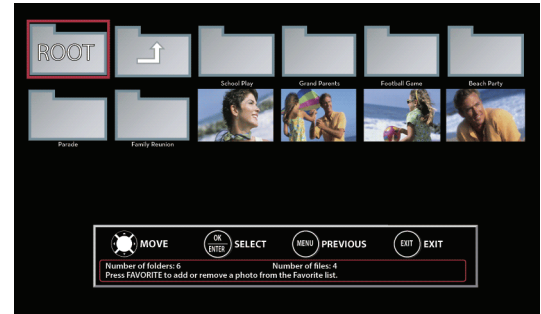 ROOT
School Play Grand Parents Football Game Beach Party
Parade Family Reunion
MOVE OK ENTER SELECT MENU PREVIOUS EXIT EXIT
Number of folders: 6 Number of files: 4
Press FAVORITE to add or remove a photo from the Favorite list.